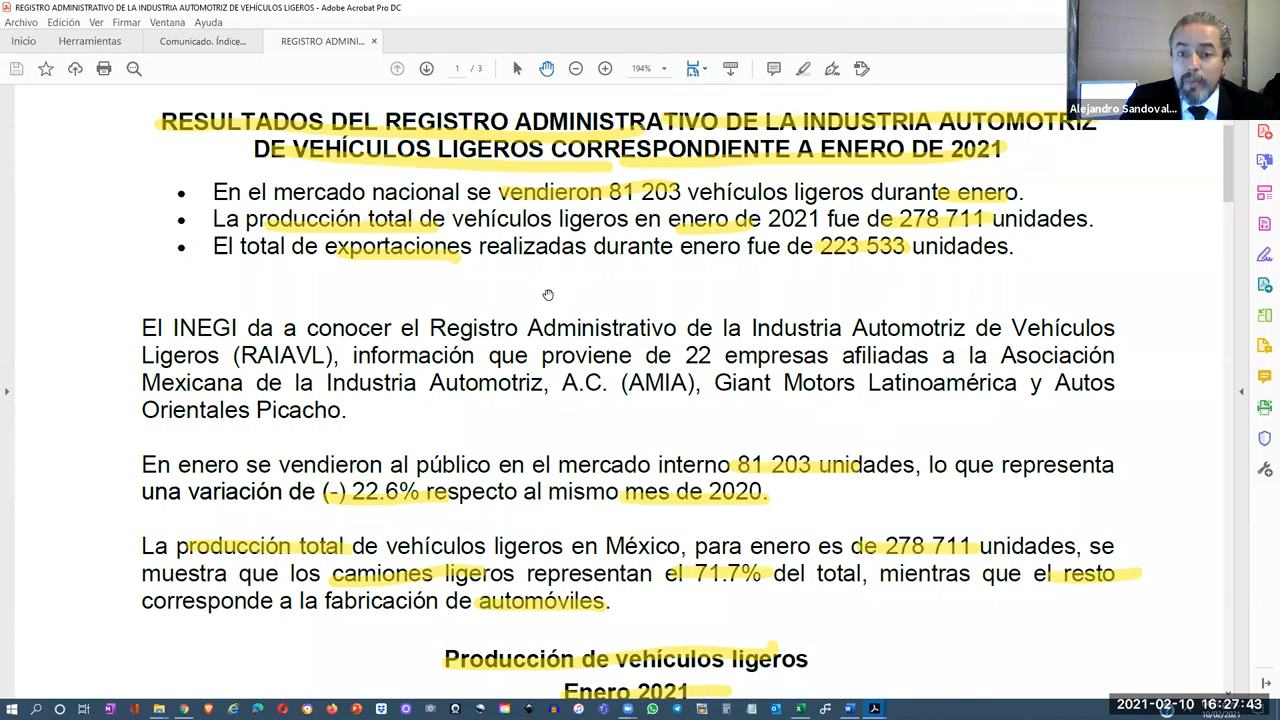 REGISTRO ADMINISTRATIVO DE LA INDUSTRIA AUTOMOTRIZ DE VEHÍCULOS LIGEROS - Adobe Acrobat Pro DC
Archivo Edición Ver Firmar Ventana Ayuda
Inicio Herramientas Comunicado. Índice... REGISTRO ADMINI... ×
1 / 3 194%
Alejandro Sandoval...
RESULTADOS DEL REGISTRO ADMINISTRATIVO DE LA INDUSTRIA AUTOMOTRIZ
DE VEHÍCULOS LIGEROS CORRESPONDIENTE A ENERO DE 2021
• En el mercado nacional se vendieron 81 203 vehículos ligeros durante enero.
• La producción total de vehículos ligeros en enero de 2021 fue de 278 711 unidades.
• El total de exportaciones realizadas durante enero fue de 223 533 unidades.
El INEGI da a conocer el Registro Administrativo de la Industria Automotriz de Vehículos
Ligeros (RAIAVL), información que proviene de 22 empresas afiliadas a la Asociación
Mexicana de la Industria Automotriz, A.C. (AMIA), Giant Motors Latinoamérica y Autos
Orientales Picacho.
En enero se vendieron al público en el mercado interno 81 203 unidades, lo que representa
una variación de (-) 22.6% respecto al mismo mes de 2020.
La producción total de vehículos ligeros en México, para enero es de 278 711 unidades, se
muestra que los camiones ligeros representan el 71.7% del total, mientras que el resto
corresponde a la fabricación de automóviles.
Producción de vehículos ligeros
Enero 2021
2021-02-10 16:27:43
10/02/2021